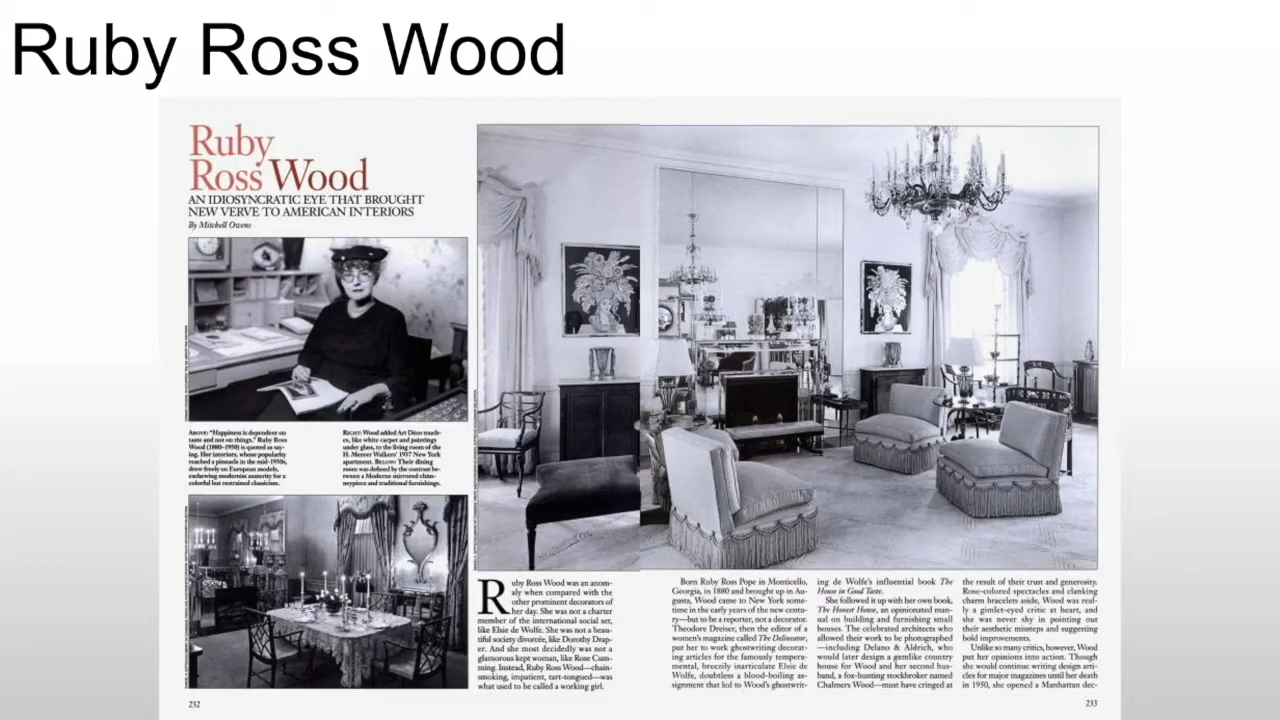 Ruby Ross Wood
Ruby
Ross Wood
AN IDIOSYNCRATIC EYE THAT BROUGHT
NEW VERVE TO AMERICAN INTERIORS
By Mitchell Owens
ABOVE: “Happiness is dependent on
taste and not on things,” Ruby Ross
Wood (1880–1950) is quoted as say-
ing. Her interiors, whose popularity
reached a pinnacle in the mid-1930s,
drew freely on European models,
eschewing modernist austerity for a
colorful but restrained classicism.
RIGHT: Wood added Art Déco touch-
es, like white carpet and paintings
under glass, to the living room of the
H. Mercer Walkers’ 1937 New York
apartment. BELOW: Their dining
room was defined by the contrast be-
tween a Moderne mirrored chim-
neypiece and traditional furnishings.
Ruby Ross Wood was an anom-
aly when compared with the
other prominent decorators of
her day. She was not a charter
member of the international social set,
like Elsie de Wolfe. She was not a beau-
tiful society divorcée, like Dorothy Drap-
er. And she most decidedly was not a
glamorous kept woman, like Rose Cum-
ming. Instead, Ruby Ross Wood—chain-
smoking, impatient, tart-tongued—was
what used to be called a working girl.
Born Ruby Ross Pope in Monticello,
Georgia, in 1880 and brought up in Au-
gusta, Wood came to New York some-
time in the early years of the new centu-
ry—but to be a reporter, not a decorator.
Theodore Dreiser, then the editor of a
women’s magazine called The Delineator,
put her to work ghostwriting decorat-
ing articles for the famously tempera-
mental, breezily inarticulate Elsie de
Wolfe, doubtless a blood-boiling as-
signment that led to Wood’s ghostwrit-
ing de Wolfe’s influential book The
House in Good Taste.
She followed it up with her own book,
The Honest House, an opinionated man-
ual on building and furnishing small
houses. The celebrated architects who
allowed their work to be photographed
—including Delano & Aldrich, who
would later design a gemlike country
house for Wood and her second hus-
band, a fox-hunting stockbroker named
Chalmers Wood—must have cringed at
the result of their trust and generosity.
Rose-colored spectacles and clanking
charm bracelets aside, Wood was real-
ly a gimlet-eyed critic at heart, and
she was never shy in pointing out
their aesthetic missteps and suggesting
bold improvements.
Unlike so many critics, however, Wood
put her opinions into action. Though
she would continue writing design arti-
cles for major magazines until her death
in 1950, she opened a Manhattan dec-
232
233